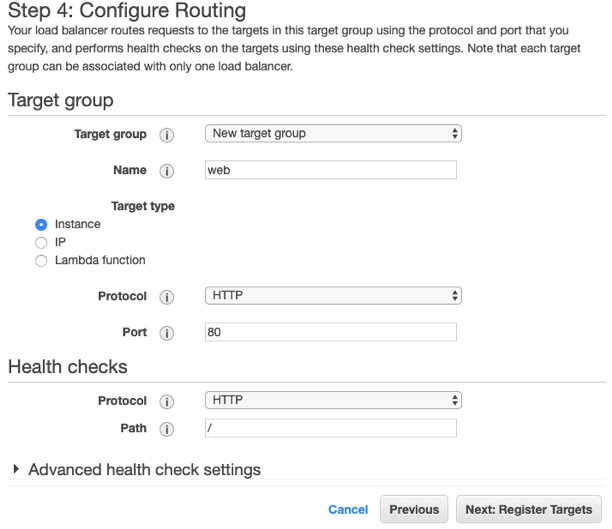 Step 4: Configure Routing
Your load balancer routes requests to the targets in this target group using the protocol and port that you
specify, and performs health checks on the targets using these health check settings. Note that each target
group can be associated with only one load balancer.
Target group
Target group i New target group
Name i web
Target type
Instance
IP
Lambda function
Protocol i HTTP
Port i 80
Health checks
Protocol i HTTP
Path i /
Advanced health check settings
Cancel Previous Next: Register Targets